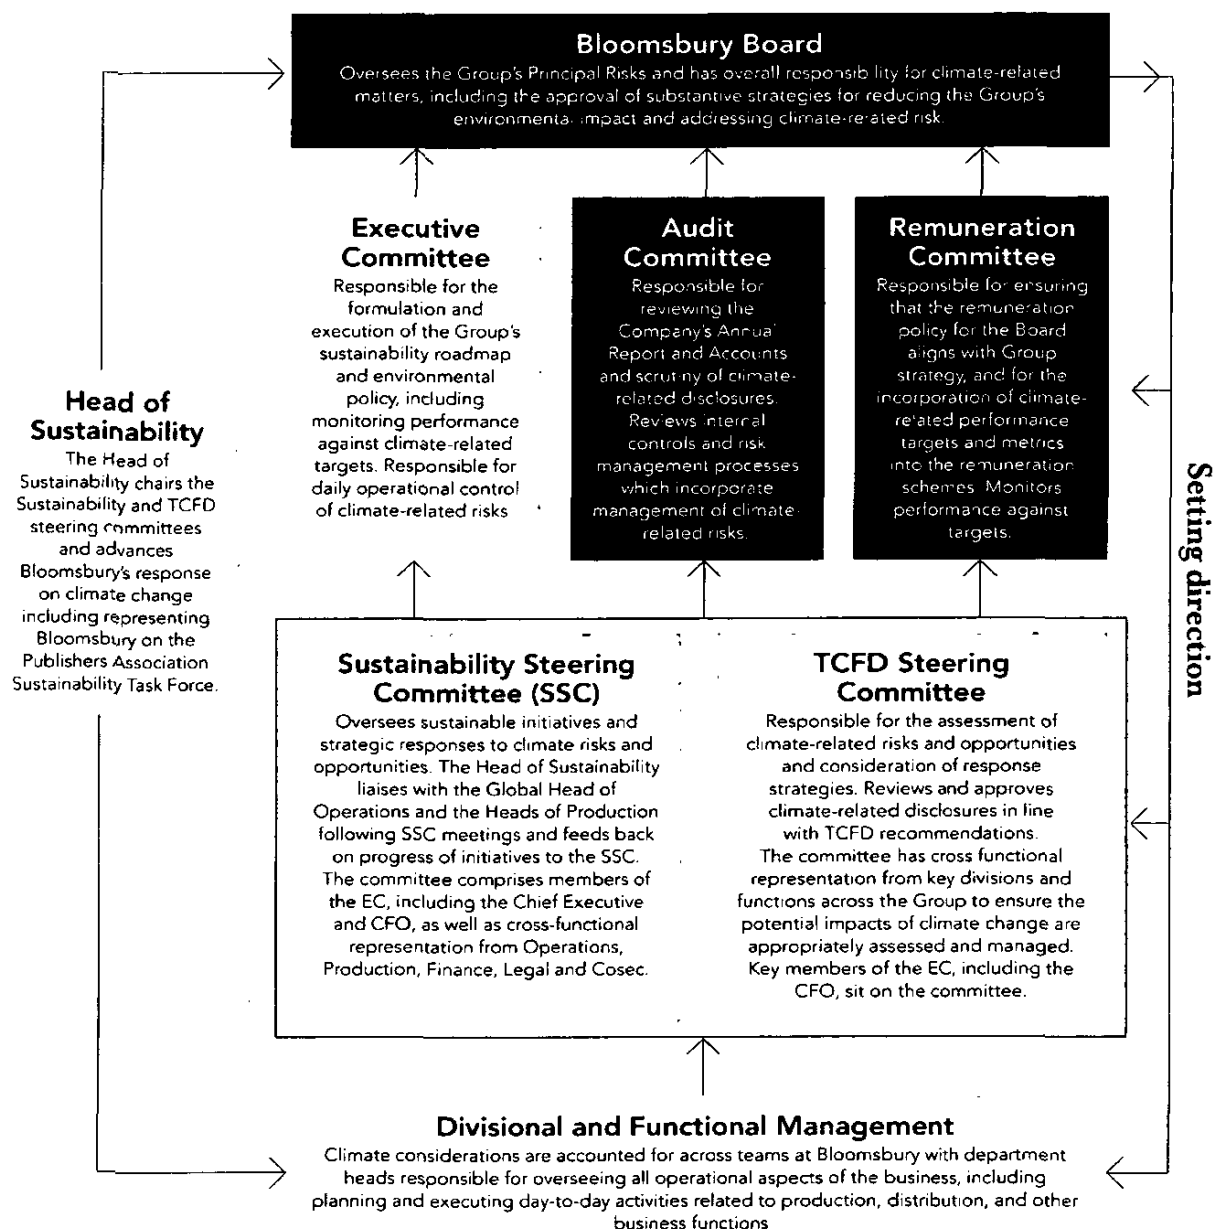 Bloomsbury Board
Oversees the Group's Principal Risks and has overall responsibility for climate-related
matters, including the approval of substantive strategies for reducing the Group's
environmental impact and addressing climate-related risk.
Executive
Committee
Responsible for the
formulation and
execution of the Group's
sustainability roadmap
and environmental
policy, including
monitoring performance
against climate-related
targets. Responsible for
daily operational control
of climate-related risks
Audit
Committee
Responsible for
reviewing the
Company's Annual
Report and Accounts
and scrutiny of climate-
related disclosures.
Reviews internal
controls and risk
management processes
which incorporate
management of climate-
related risks.
Remuneration
Committee
Responsible for ensuring
that the remuneration
policy for the Board
aligns with Group
strategy, and for the
incorporation of climate-
related performance
targets and metrics
into the remuneration
schemes. Monitors
performance against
targets.
Head of
Sustainability
The Head of
Sustainability chairs the
Sustainability and TCFD
steering committees
and advances
Bloomsbury's response
on climate change
including representing
Bloomsbury on the
Publishers Association
Sustainability Task Force.
Setting direction
Sustainability Steering
Committee (SSC)
Oversees sustainable initiatives and
strategic responses to climate risks and
opportunities. The Head of Sustainability
liaises with the Global Head of
Operations and the Heads of Production
following SSC meetings and feeds back
on progress of initiatives to the SSC.
The committee comprises members of
the EC, including the Chief Executive
and CFO, as well as cross-functional
representation from Operations,
Production, Finance, Legal and Cosec.
TCFD Steering
Committee
Responsible for the assessment of
climate-related risks and opportunities
and consideration of response
strategies. Reviews and approves
climate-related disclosures in line
with TCFD recommendations.
The committee has cross functional
representation from key divisions and
functions across the Group to ensure the
potential impacts of climate change are
appropriately assessed and managed.
Key members of the EC, including the
CFO, sit on the committee.
Divisional and Functional Management
Climate considerations are accounted for across teams at Bloomsbury with department
heads responsible for overseeing all operational aspects of the business, including
planning and executing day-to-day activities related to production, distribution, and other
business functions